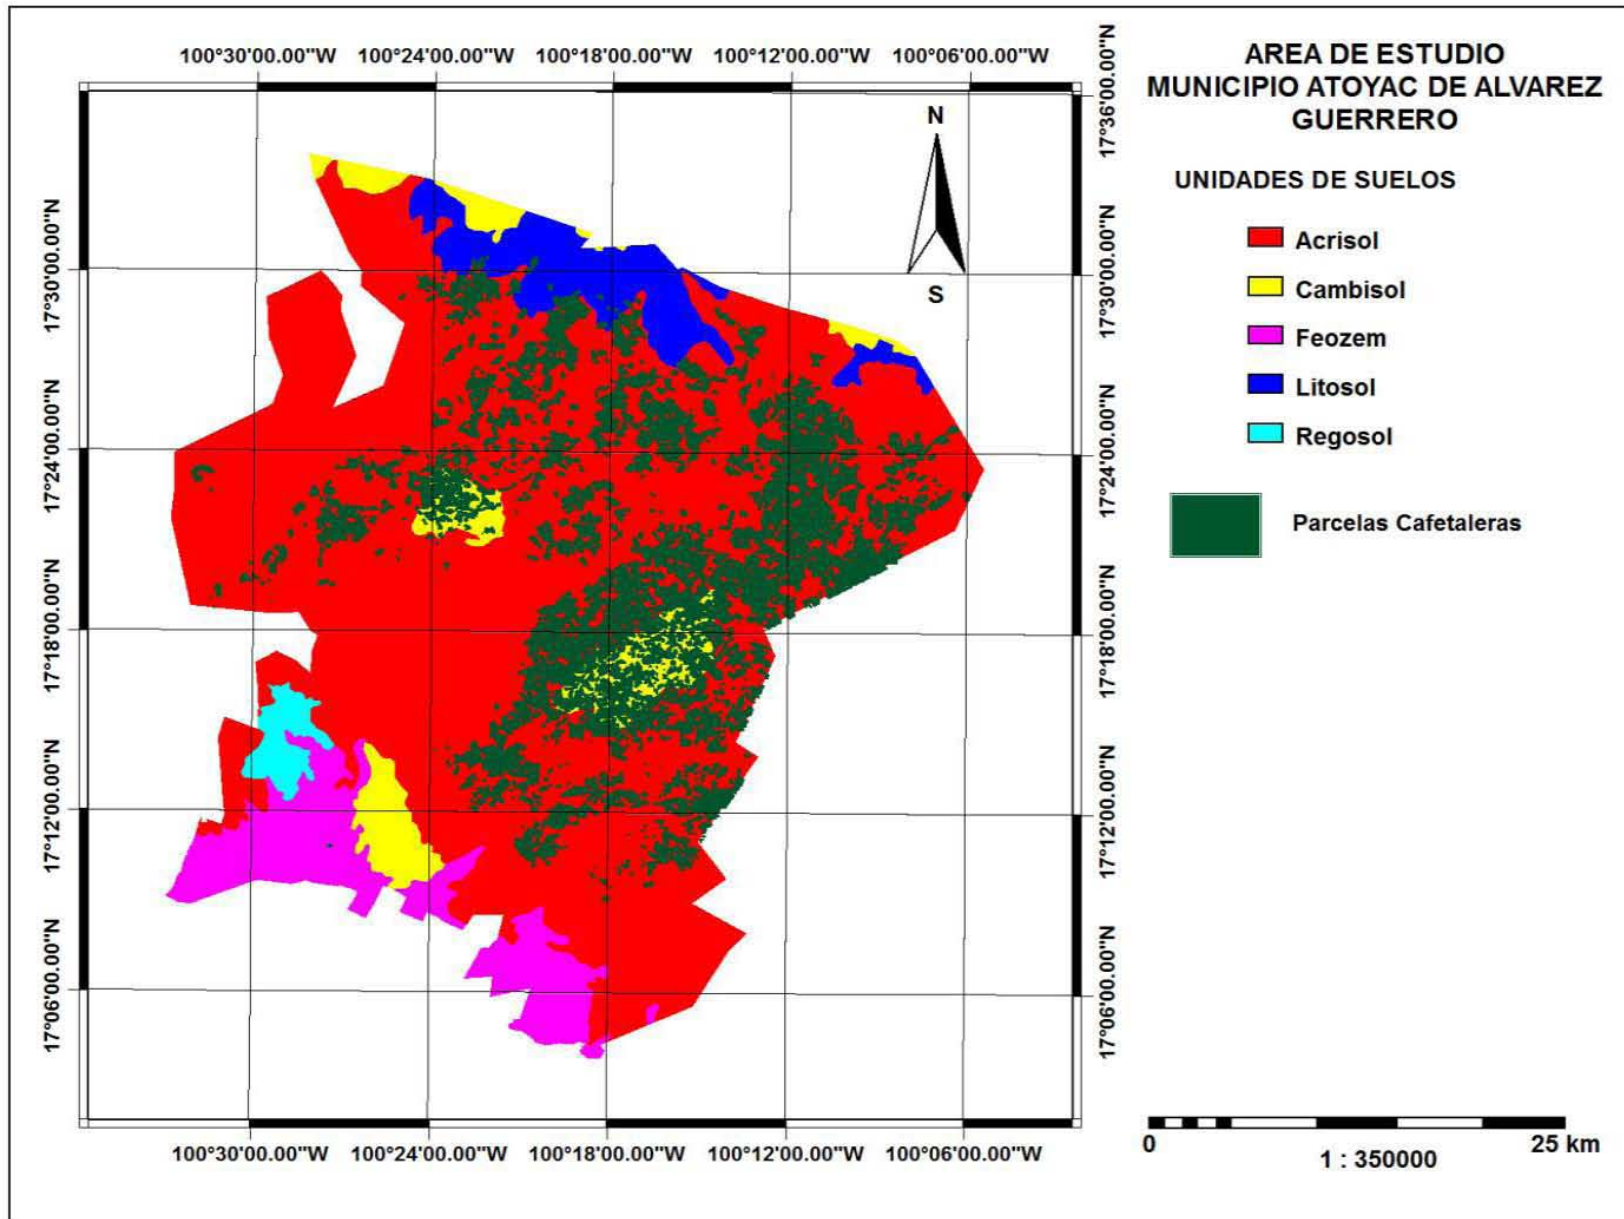 100°30'00.00"W 100°24'00.00"W 100°18'00.00"W 100°12'00.00"W 100°06'00.00"W
AREA DE ESTUDIO
MUNICIPIO ATOYAC DE ALVAREZ
GUERRERO
N
S
UNIDADES DE SUELOS
Acrisol
Cambisol
Feozem
Litosol
Regosol
Parcelas Cafetaleras
17°30'00.00"N
17°24'00.00"N
17°18'00.00"N
17°12'00.00"N
17°06'00.00"N
17°36'00.00"N
17°30'00.00"N
17°24'00.00"N
17°18'00.00"N
17°12'00.00"N
17°06'00.00"N
100°30'00.00"W 100°24'00.00"W 100°18'00.00"W 100°12'00.00"W 100°06'00.00"W
0 25 km
1 : 350000